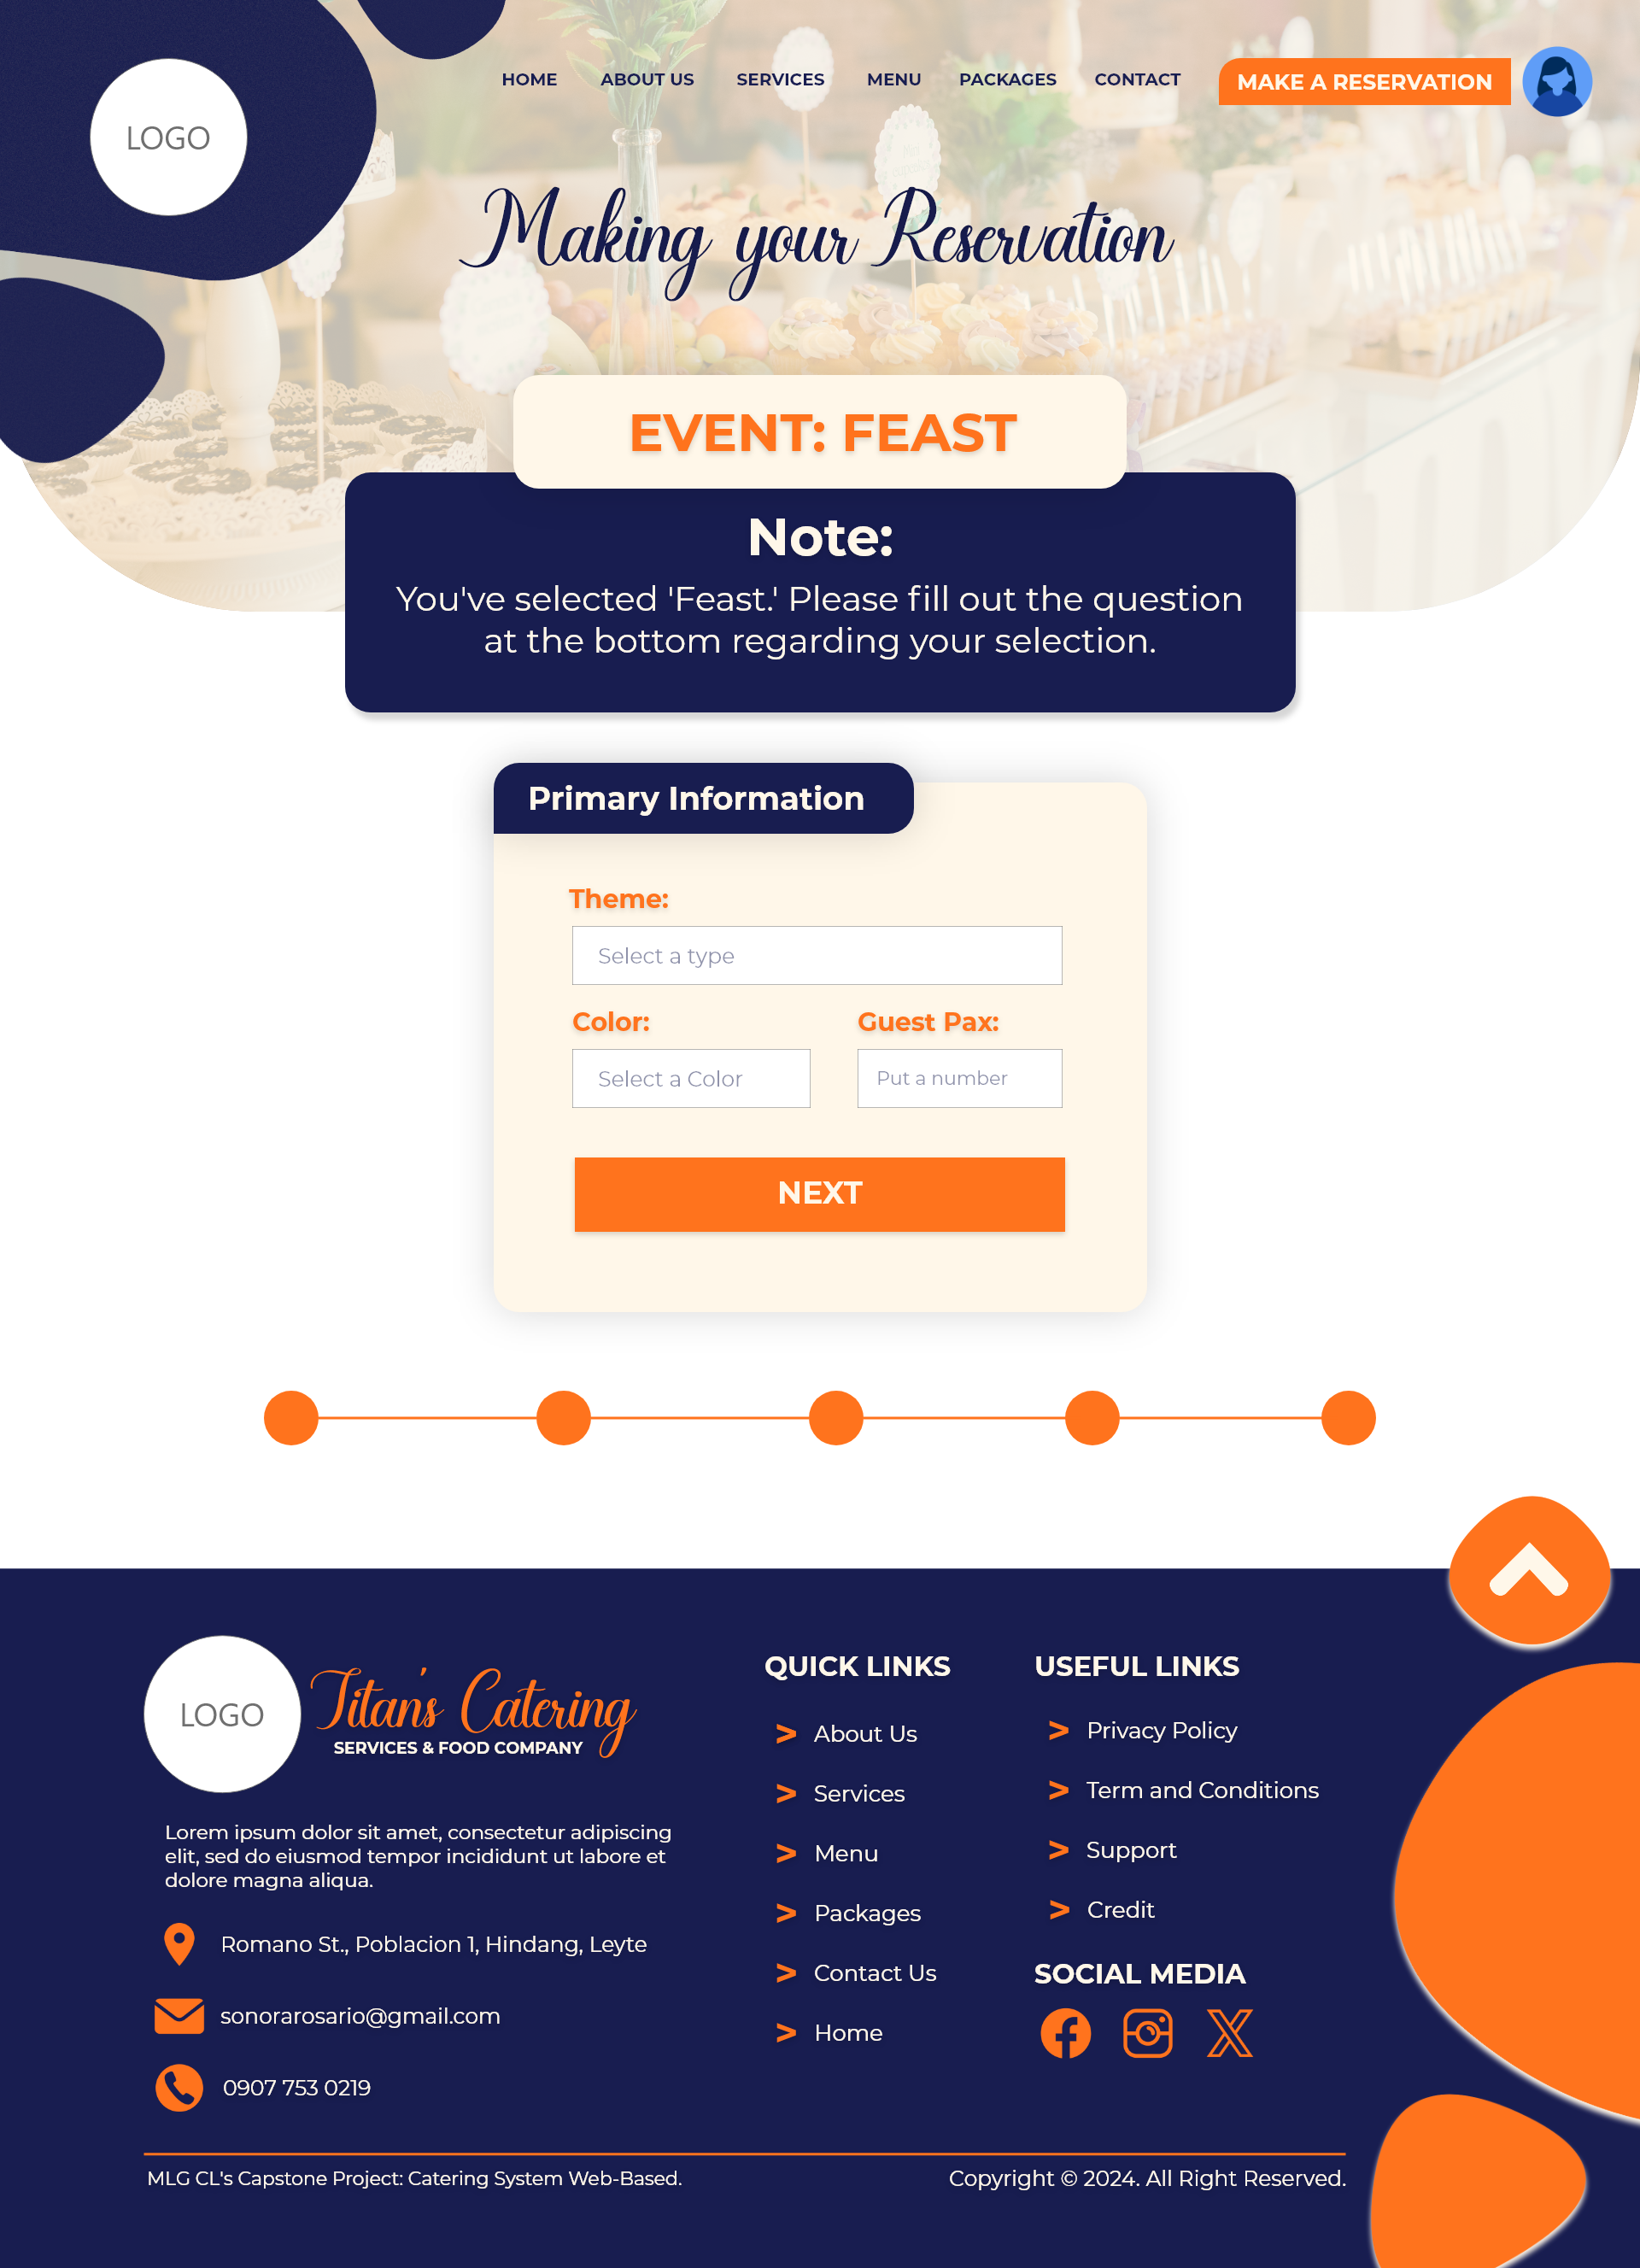 LOGO
HOME
ABOUT US
SERVICES
MENU
PACKAGES
CONTACT
MAKE A RESERVATION
Making your Reservation
EVENT: FEAST
Note:
You've selected 'Feast.' Please fill out the question
at the bottom regarding your selection.
Primary Information
Theme:
Select a type
Color:
Guest Pax:
Select a Color
Put a number
NEXT
LOGO
Titan's Catering
SERVICES & FOOD COMPANY
Lorem ipsum dolor sit amet, consectetur adipiscing
elit, sed do eiusmod tempor incididunt ut labore et
dolore magna aliqua.
Romano St., Poblacion 1, Hindang, Leyte
sonorarosario@gmail.com
0907 753 0219
QUICK LINKS
> About Us
> Services
> Menu
> Packages
> Contact Us
> Home
USEFUL LINKS
> Privacy Policy
> Term and Conditions
> Support
> Credit
SOCIAL MEDIA
MLG CL's Capstone Project: Catering System Web-Based.
Copyright © 2024. All Right Reserved.